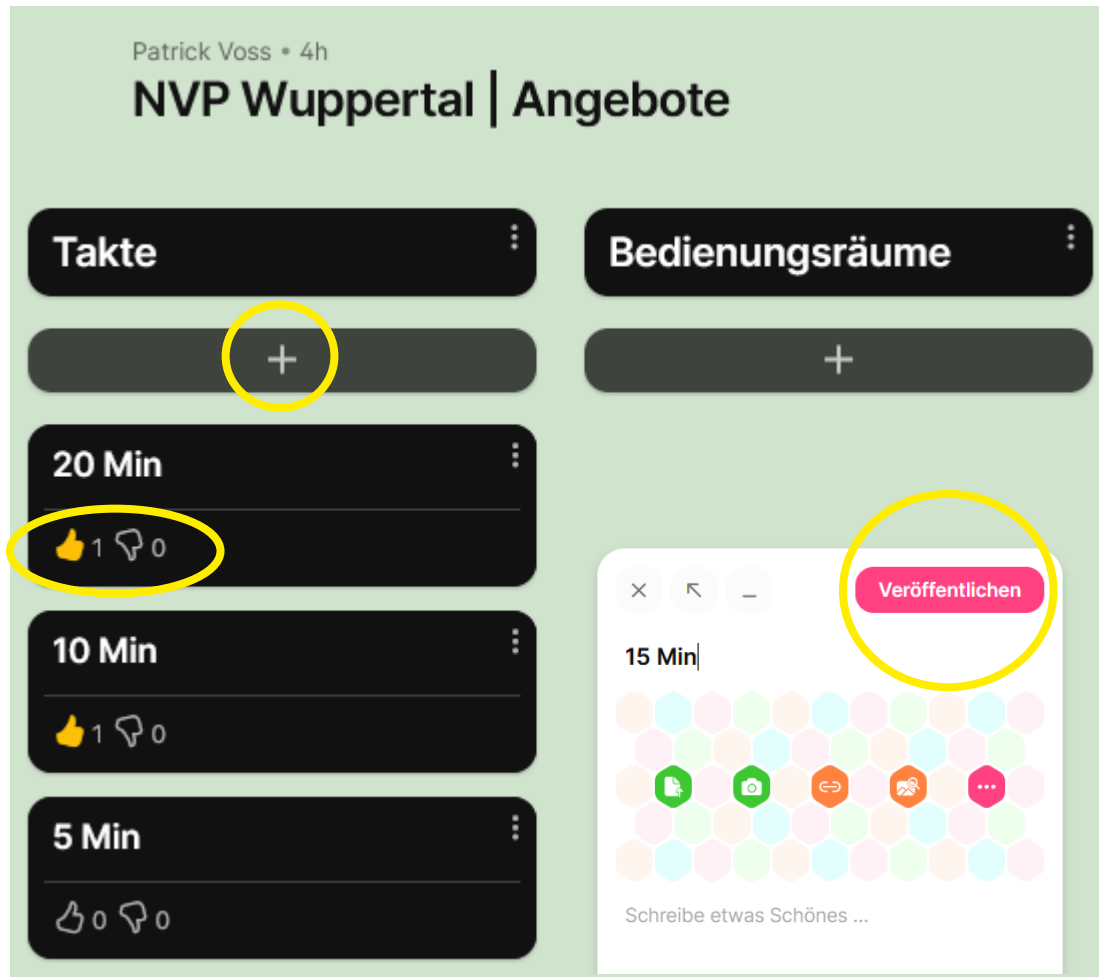 Patrick Voss • 4h
NVP Wuppertal | Angebote
Takte
Bedienungsräume
+
+
20 Min
1 0
10 Min
1 0
5 Min
0 0
Veröffentlichen
15 Min
Schreibe etwas Schönes ...